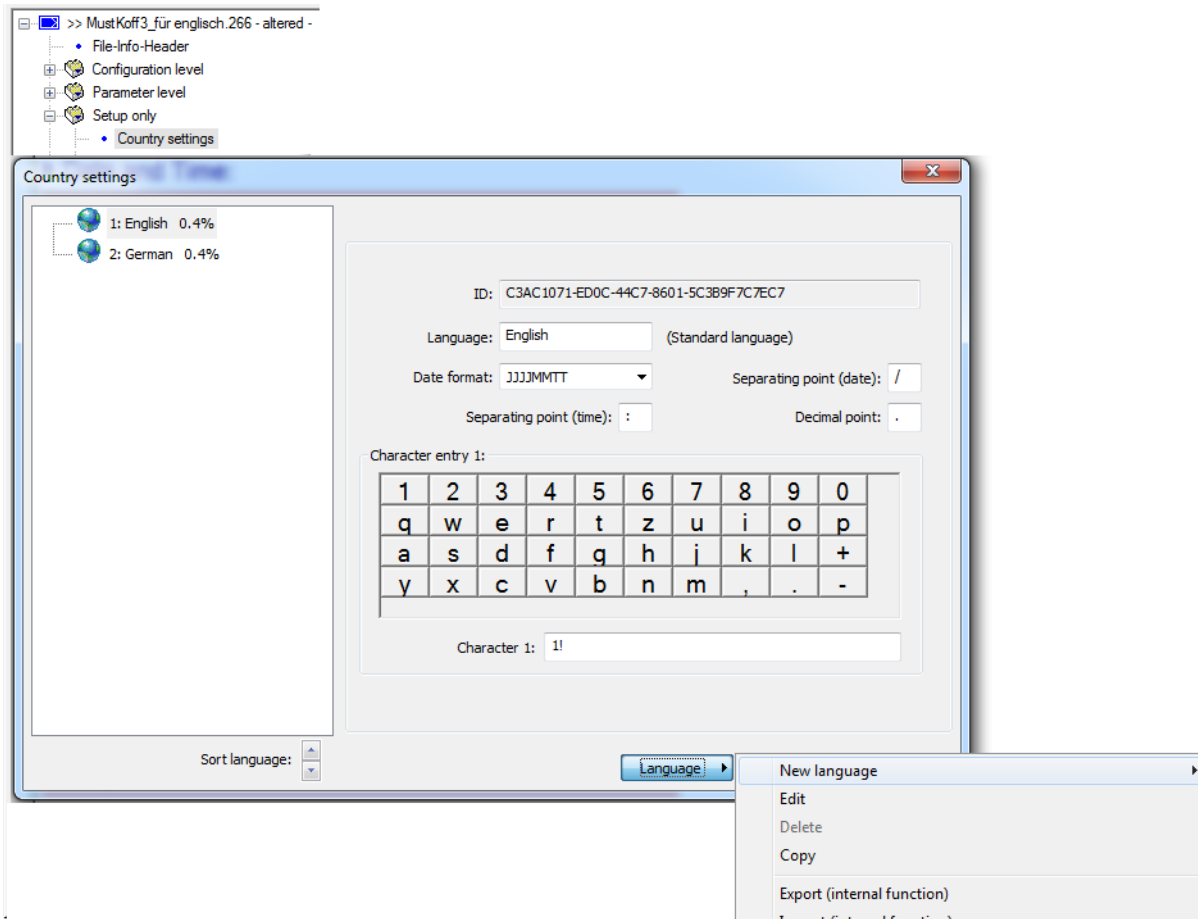 >> MustKoff3_für englisch.266 - altered -
File-Info-Header
Configuration level
Parameter level
Setup only
Country settings
Country settings
1: English 0.4%
2: German 0.4%
ID: C3AC1071-ED0C-44C7-8601-5C3B9F7C7EC7
Language: English (Standard language)
Date format: JJJJMMTT Separating point (date): /
Separating point (time): : Decimal point: .
Character entry 1:
1 2 3 4 5 6 7 8 9 0
q w e r t z u i o p
a s d f g h j k l +
y x c v b n m , . -
Character 1: 1!
Sort language:
Language
New language
Edit
Delete
Copy
Export (internal function)